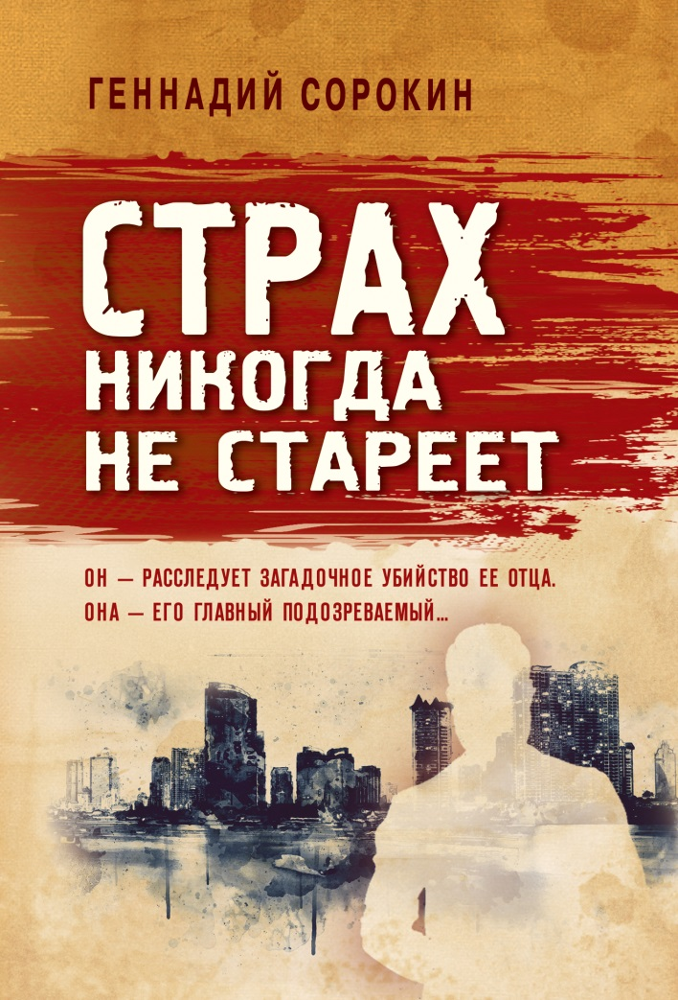 ГЕННАДИЙ СОРОКИН
СТРАХ
НИКОГДА
НЕ СТАРЕЕТ
ОН — РАССЛЕДУЕТ ЗАГАДОЧНОЕ УБИЙСТВО ЕЕ ОТЦА.
ОНА — ЕГО ГЛАВНЫЙ ПОДОЗРЕВАЕМЫЙ...